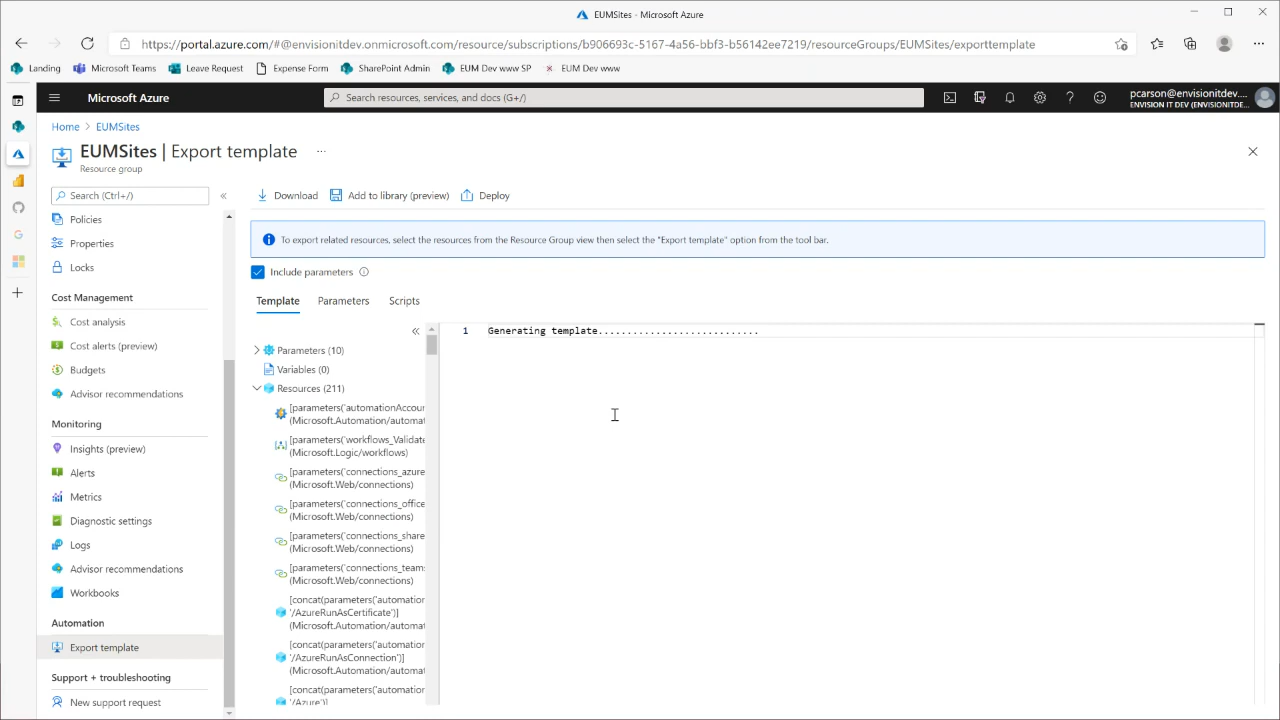 EUMSites - Microsoft Azure
https://portal.azure.com/#@envisionitdev.onmicrosoft.com/resource/subscriptions/b906693c-5167-4a56-bbf3-b56142ee7219/resourceGroups/EUMSites/exporttemplate
Landing Microsoft Teams Leave Request Expense Form SharePoint Admin EUM Dev www SP EUM Dev www
Microsoft Azure
Search resources, services, and docs (G+/)
pcarson@envisionitdev....
ENVISION IT DEV (ENVISIONITDE...
Home > EUMSites
EUMSites | Export template ...
Resource group
Search (Ctrl+/) «
Policies
Properties
Locks
Cost Management
Cost analysis
Cost alerts (preview)
Budgets
Advisor recommendations
Monitoring
Insights (preview)
Alerts
Metrics
Diagnostic settings
Logs
Advisor recommendations
Workbooks
Automation
Export template
Support + troubleshooting
New support request
Download Add to library (preview) Deploy
To export related resources, select the resources from the Resource Group view then select the "Export template" option from the tool bar.
Include parameters
Template Parameters Scripts
«
Parameters (10)
Variables (0)
Resources (211)
[parameters('automationAccour
(Microsoft.Automation/automat
[parameters('workflows_Validate
(Microsoft.Logic/workflows)
[parameters('connections_azure
(Microsoft.Web/connections)
[parameters('connections_office
(Microsoft.Web/connections)
[parameters('connections_share
(Microsoft.Web/connections)
[parameters('connections_team:
(Microsoft.Web/connections)
[concat(parameters('automation
'/AzureRunAsCertificate')]
(Microsoft.Automation/automat
[concat(parameters('automation
'/AzureRunAsConnection')]
(Microsoft.Automation/automat
[concat(parameters('automation
'/Azure')]
1 Generating template...........................